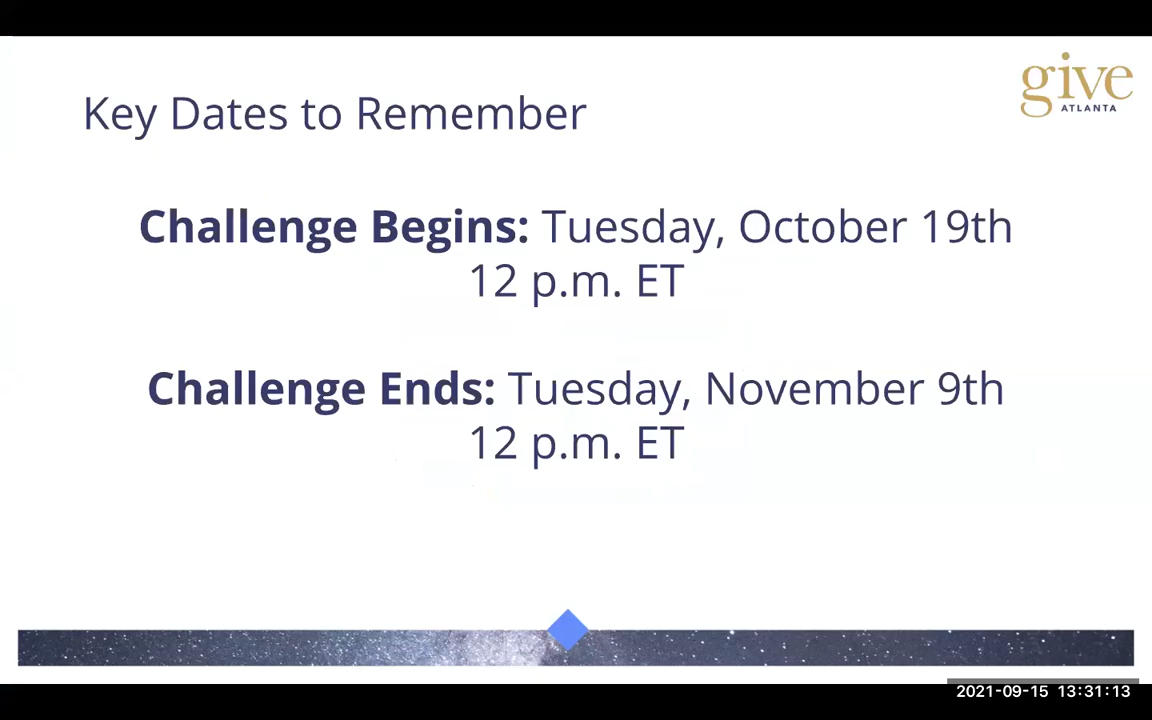 give
ATLANTA
Key Dates to Remember
Challenge Begins: Tuesday, October 19th
12 p.m. ET
Challenge Ends: Tuesday, November 9th
12 p.m. ET
2021-09-15 13:31:13